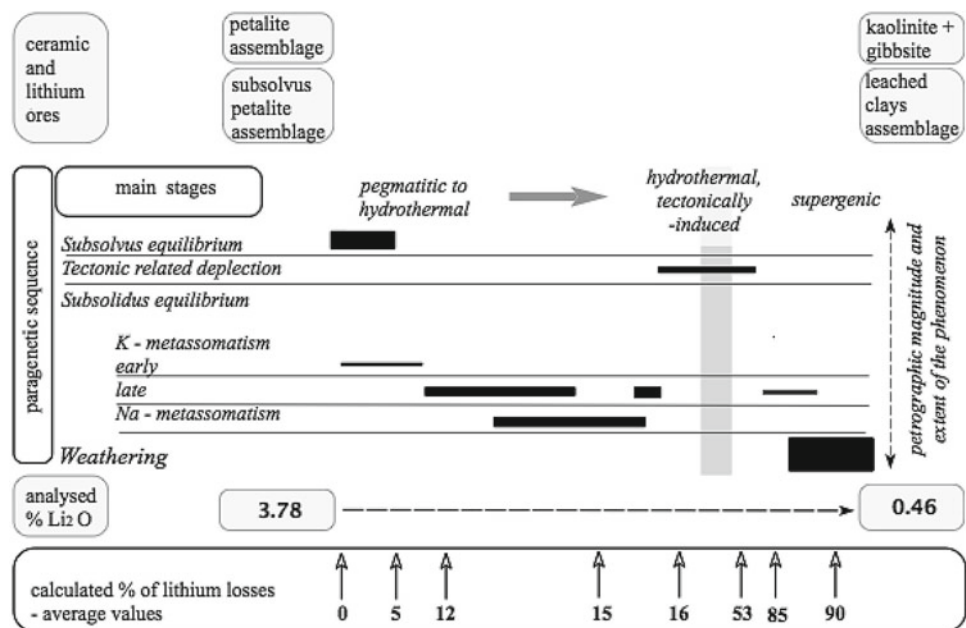 ceramic
and
lithium
ores
petalite
assemblage
subsolvus
petalite
assemblage
kaolinite +
gibbsite
leached
clays
assemblage
paragenetic sequence
main stages
pegmatitic to
hydrothermal
hydrothermal,
tectonically
-induced
supergenic
Subsolvus equilibrium
Tectonic related deplection
Subsolidus equilibrium
K - metassomatism
early
late
Na - metassomatism
Weathering
petrographic magnitude and
extent of the phenomenon
analysed
% Li2 O
3.78
0.46
calculated % of lithium losses
- average values
0 5 12 15 16 53 85 90